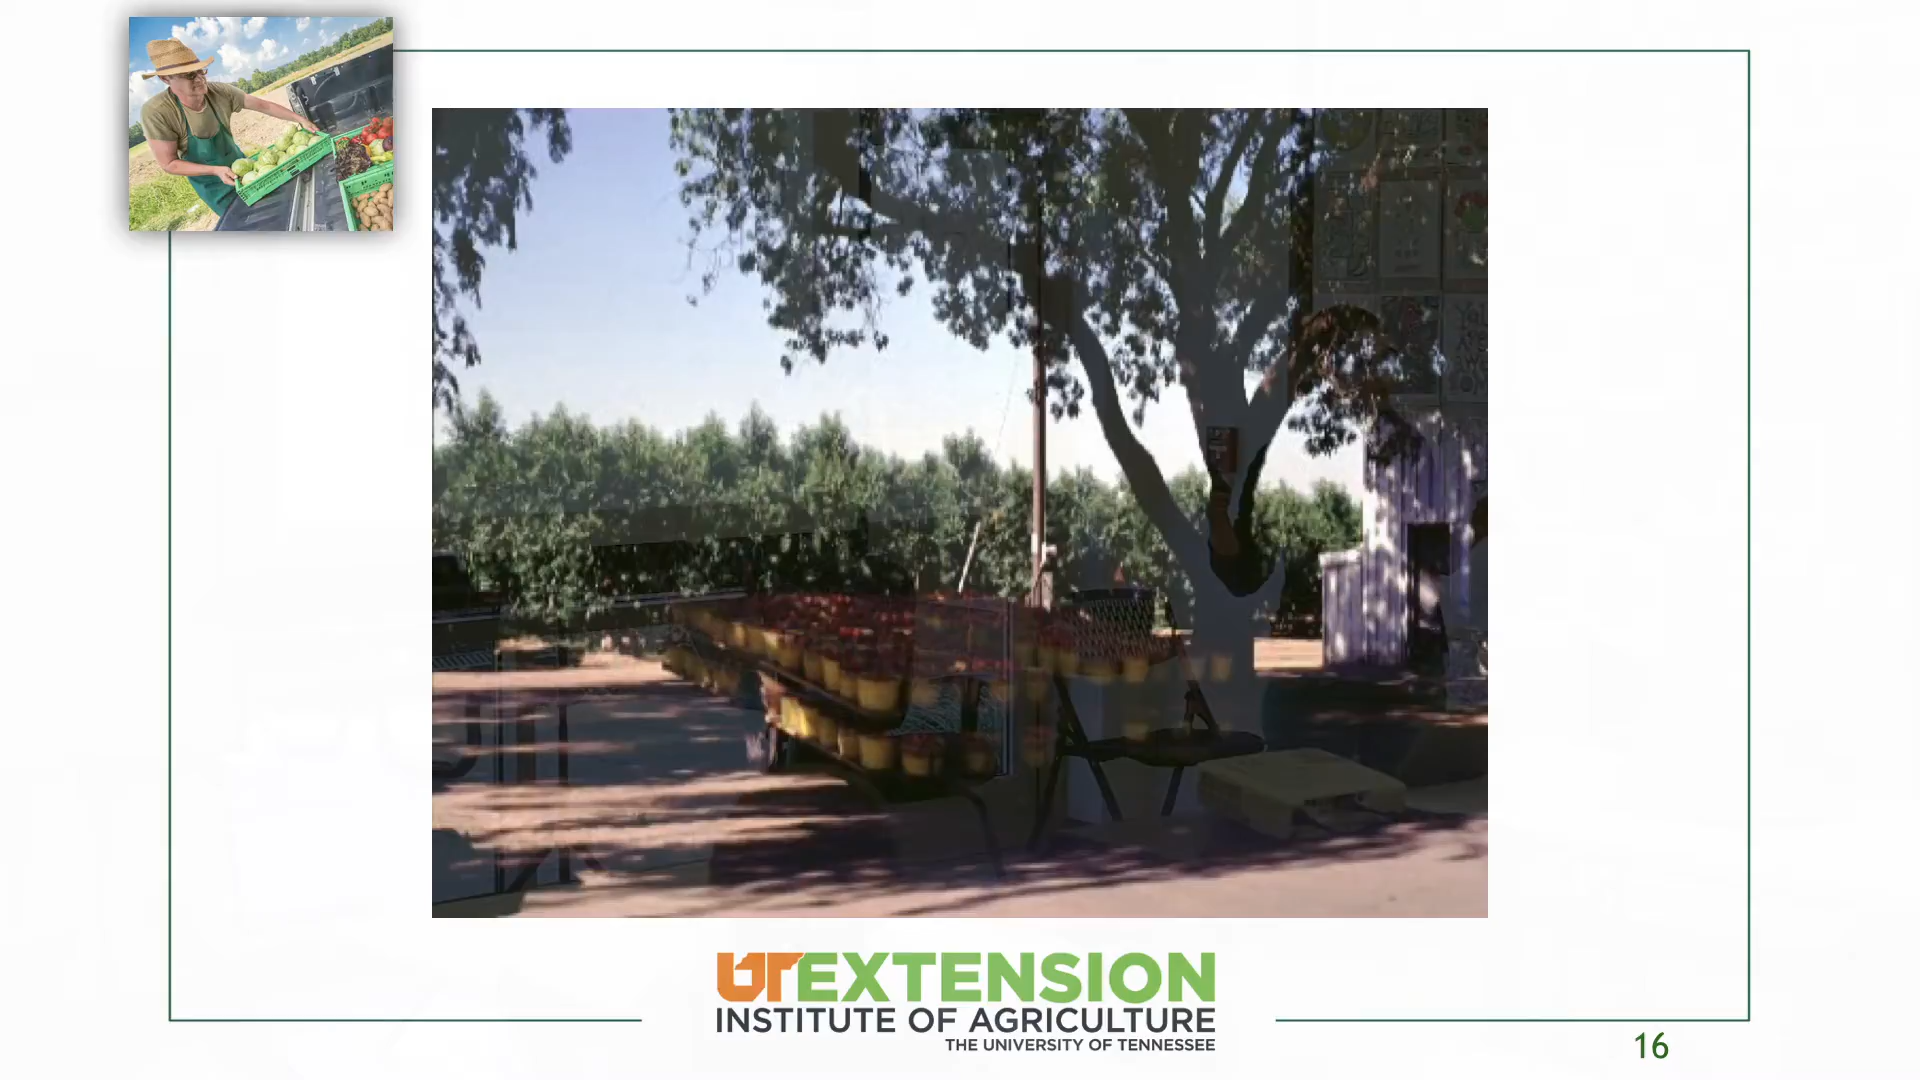 UTEXTENSION
INSTITUTE OF AGRICULTURE
THE UNIVERSITY OF TENNESSEE
16